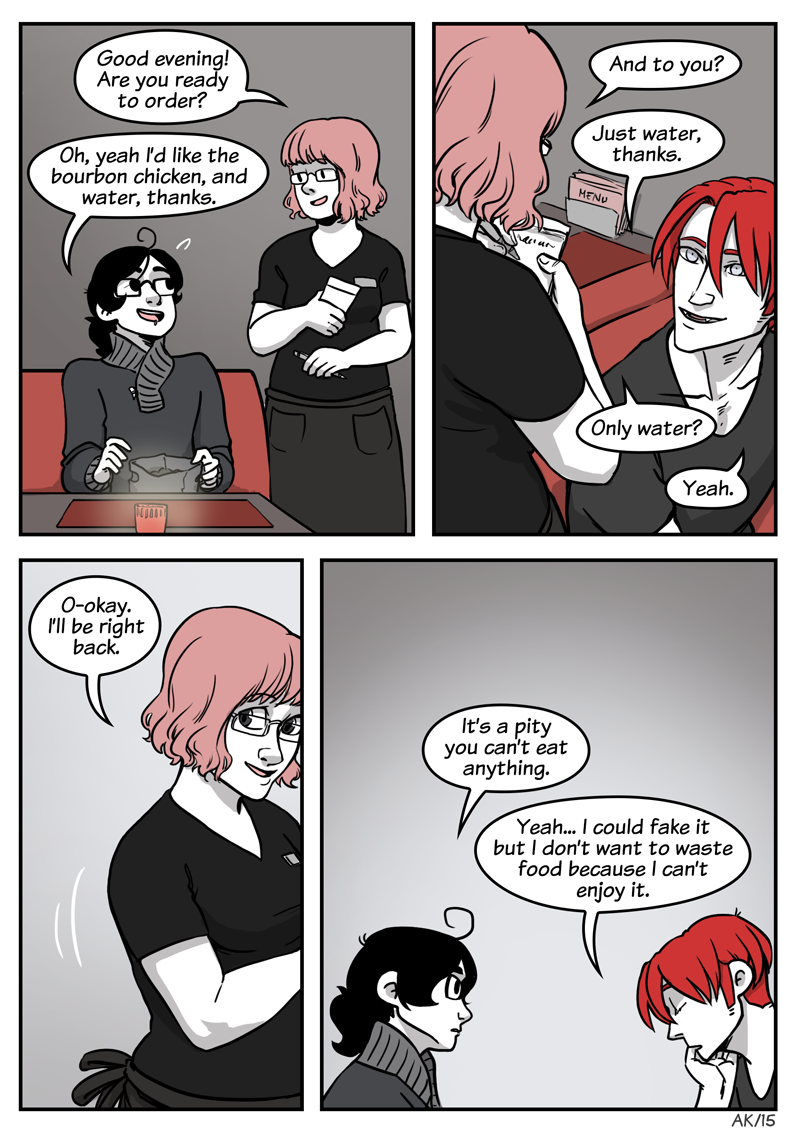 Good evening!
Are you ready
to order?
Oh, yeah I'd like the
bourbon chicken, and
water, thanks.
And to you?
Just water,
thanks.
MENU
Only water?
Yeah.
O-okay.
I'll be right
back.
It's a pity
you can't eat
anything.
Yeah... I could fake it
but I don't want to waste
food because I can't
enjoy it.
AK/15